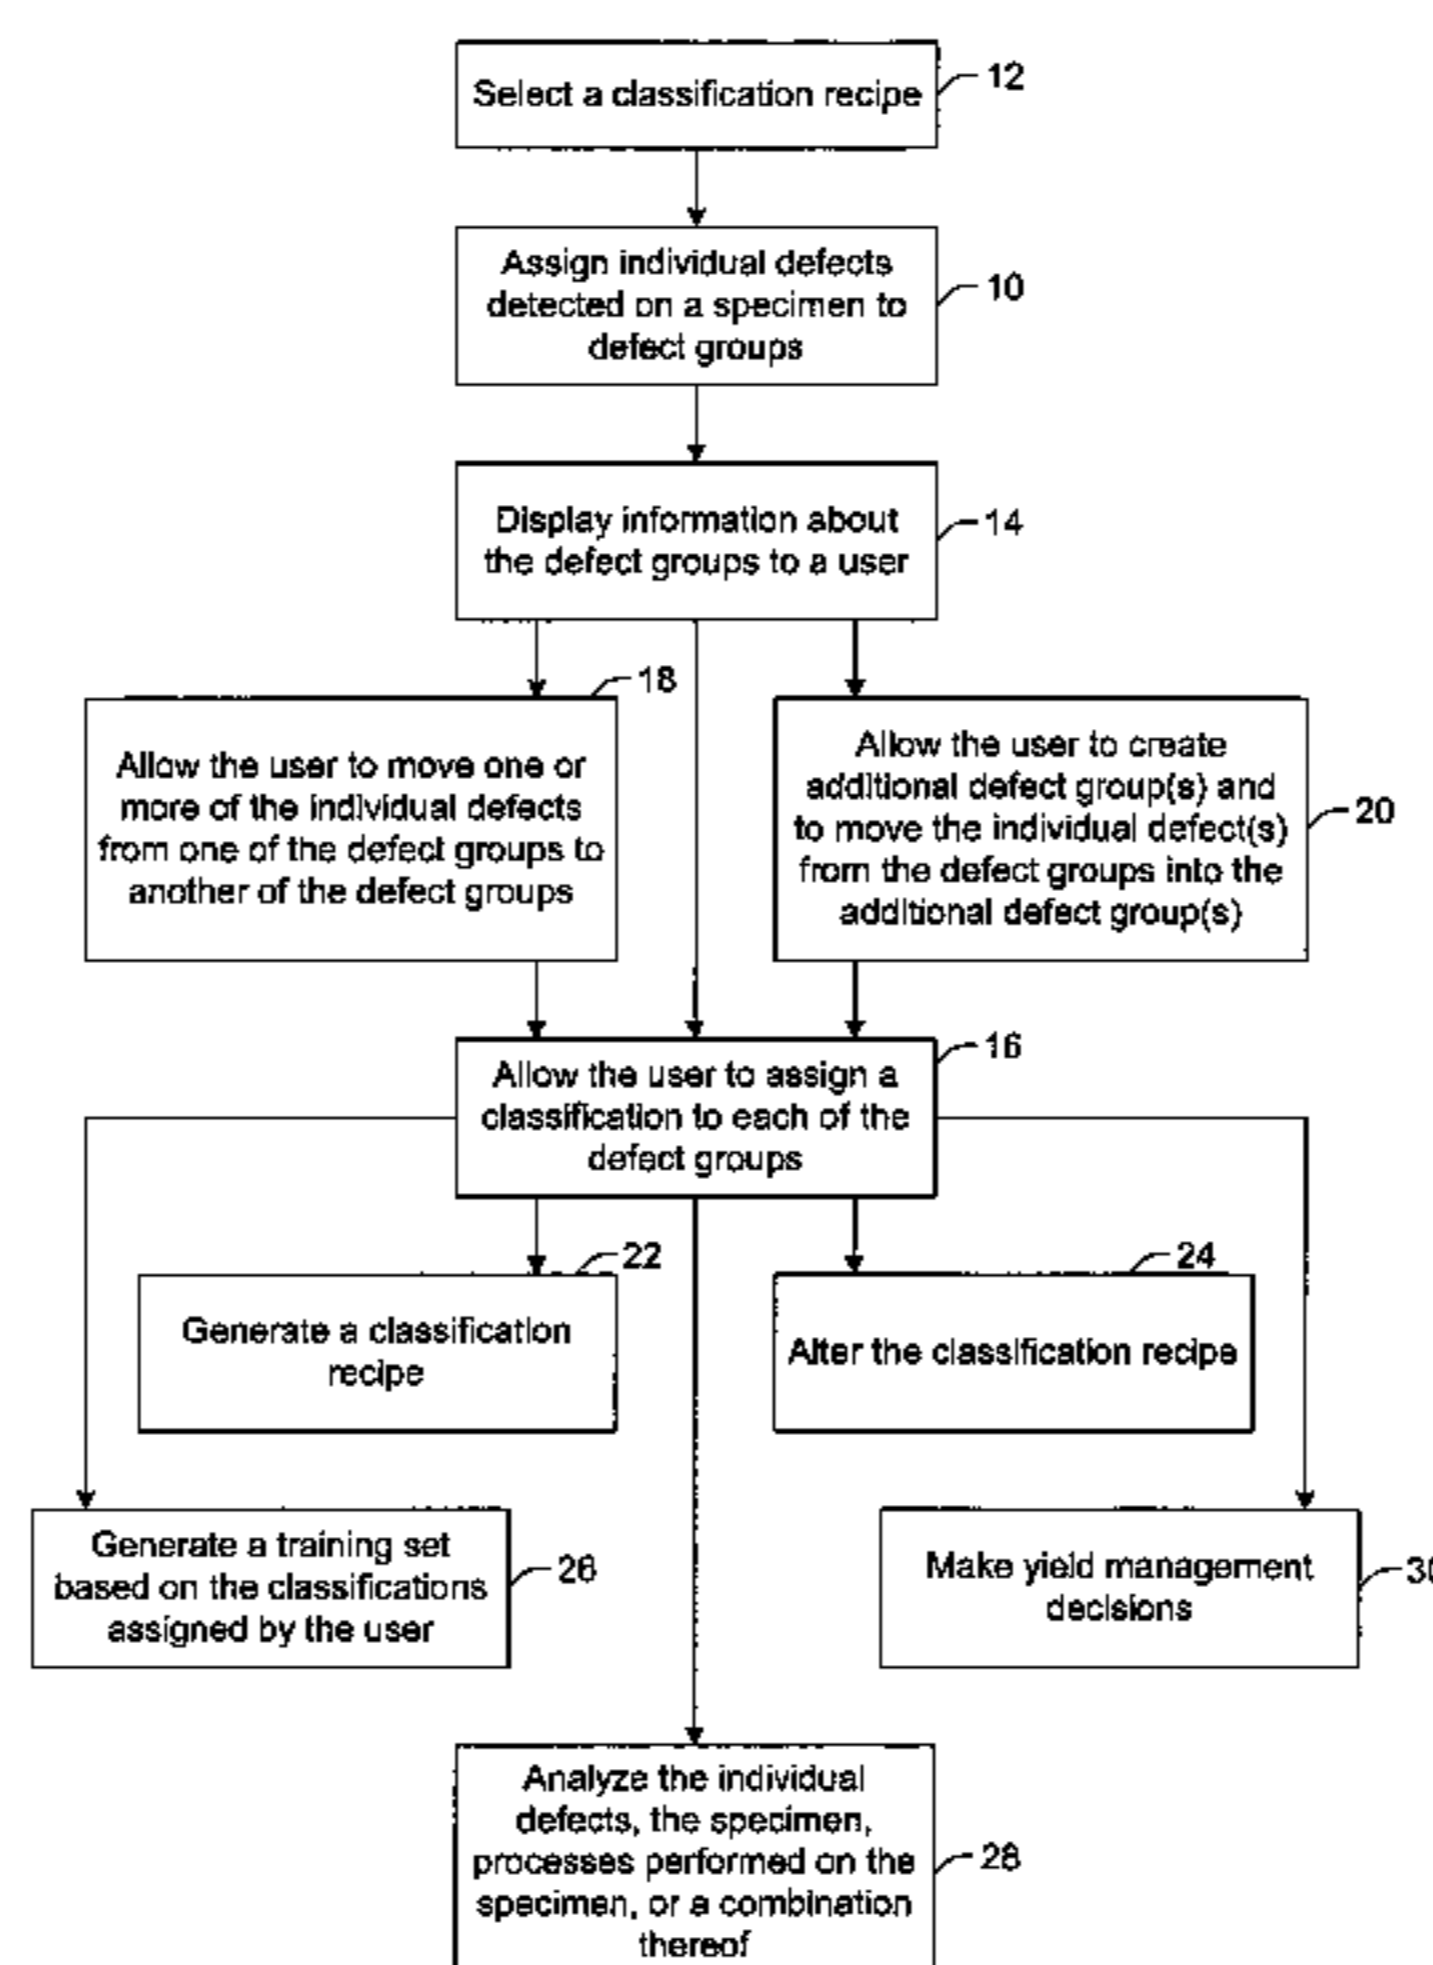 Select a classification recipe
12
Assign individual defects
detected on a specimen to
defect groups
10
Display information about
the defect groups to a user
14
18
Allow the user to move one or
more of the individual defects
from one of the defect groups to
another of the defect groups
Allow the user to create
additional defect group(s) and
to move the individual defect(s)
from the defect groups into the
additional defect group(s)
20
16
Allow the user to assign a
classification to each of the
defect groups
22
Generate a classification
recipe
24
Alter the classification recipe
Generate a training set
based on the classifications
assigned by the user
26
Make yield management
decisions
30
Analyze the individual
defects, the specimen,
processes performed on the
specimen, or a combination
thereof
28